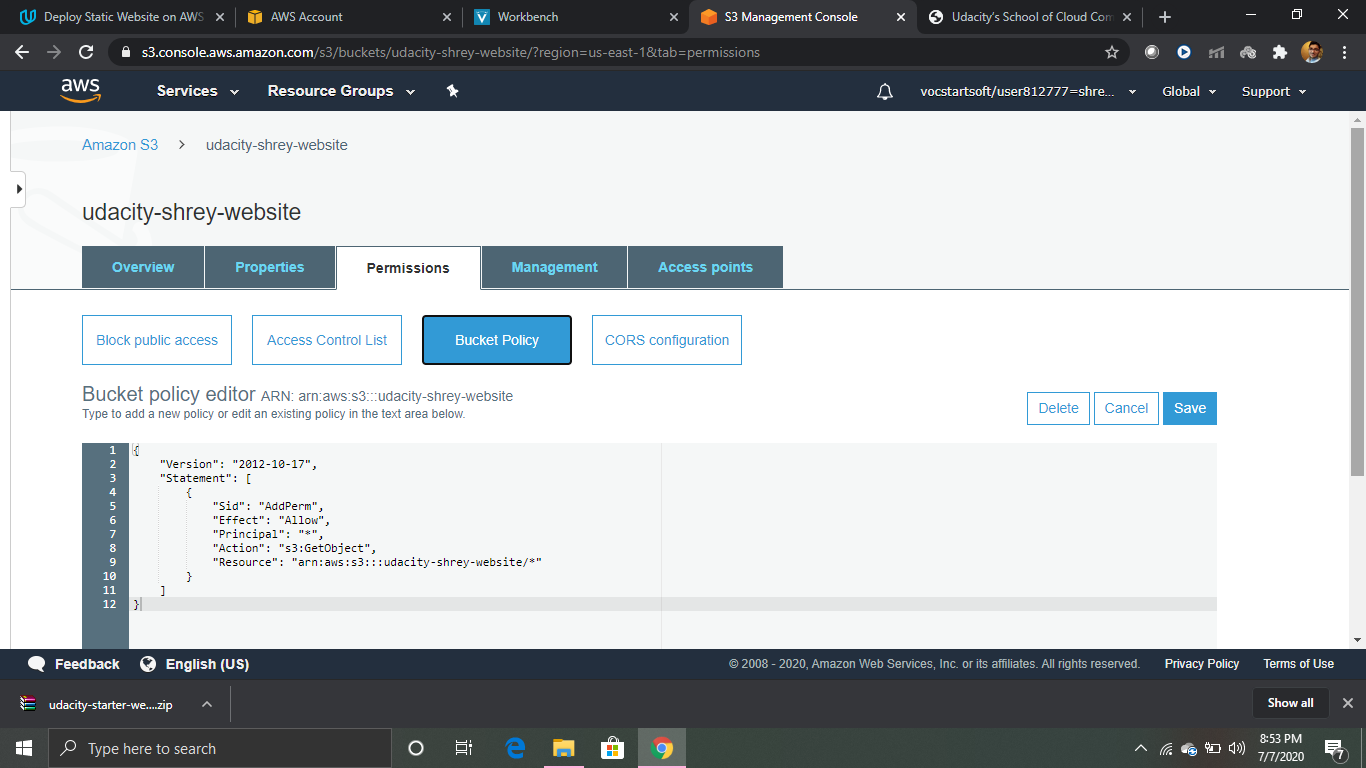 Deploy Static Website on AWS
AWS Account
Workbench
S3 Management Console
Udacity's School of Cloud Com
s3.console.aws.amazon.com/s3/buckets/udacity-shrey-website/?region=us-east-1&tab=permissions
aws
Services
Resource Groups
vocstartsoft/user812777=shre...
Global
Support
Amazon S3 > udacity-shrey-website
udacity-shrey-website
Overview
Properties
Permissions
Management
Access points
Block public access
Access Control List
Bucket Policy
CORS configuration
Bucket policy editor ARN: arn:aws:s3:::udacity-shrey-website
Type to add a new policy or edit an existing policy in the text area below.
Delete
Cancel
Save
1 {
2 "Version": "2012-10-17",
3 "Statement": [
4 {
5 "Sid": "AddPerm",
6 "Effect": "Allow",
7 "Principal": "*",
8 "Action": "s3:GetObject",
9 "Resource": "arn:aws:s3:::udacity-shrey-website/*"
10 }
11 ]
12 }
Feedback
English (US)
© 2008 - 2020, Amazon Web Services, Inc. or its affiliates. All rights reserved.
Privacy Policy
Terms of Use
udacity-starter-we....zip
Show all
Type here to search
8:53 PM
7/7/2020
7